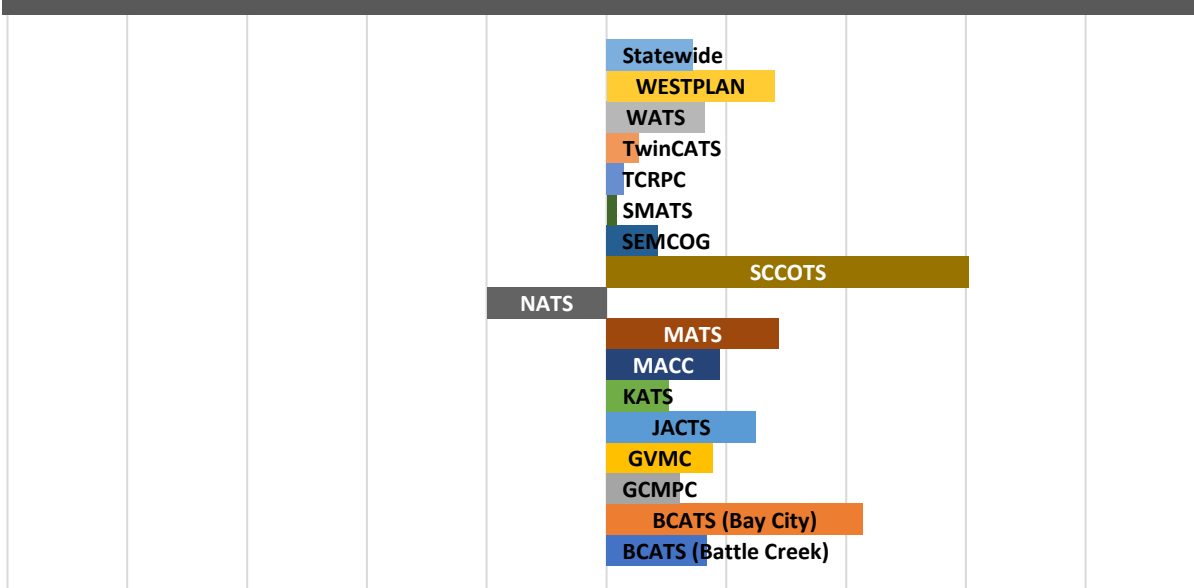 Statewide
WESTPLAN
WATS
TwinCATS
TCRPC
SMATS
SEMCOG
SCCOTS
NATS
MATS
MACC
KATS
JACTS
GVMC
GCMPC
BCATS (Bay City)
BCATS (Battle Creek)